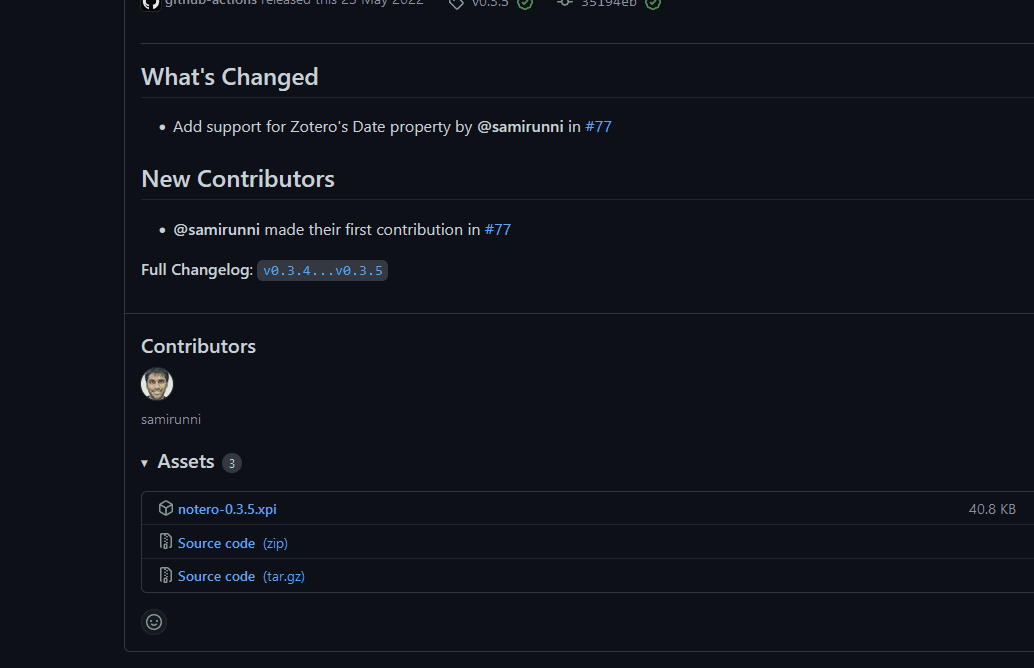 github-actions released this 25 May 2022 v0.3.5 35194eb
What's Changed
• Add support for Zotero's Date property by @samirunni in #77
New Contributors
• @samirunni made their first contribution in #77
Full Changelog: v0.3.4...v0.3.5
Contributors
samirunni
▾ Assets 3
notero-0.3.5.xpi 40.8 KB
Source code (zip)
Source code (tar.gz)